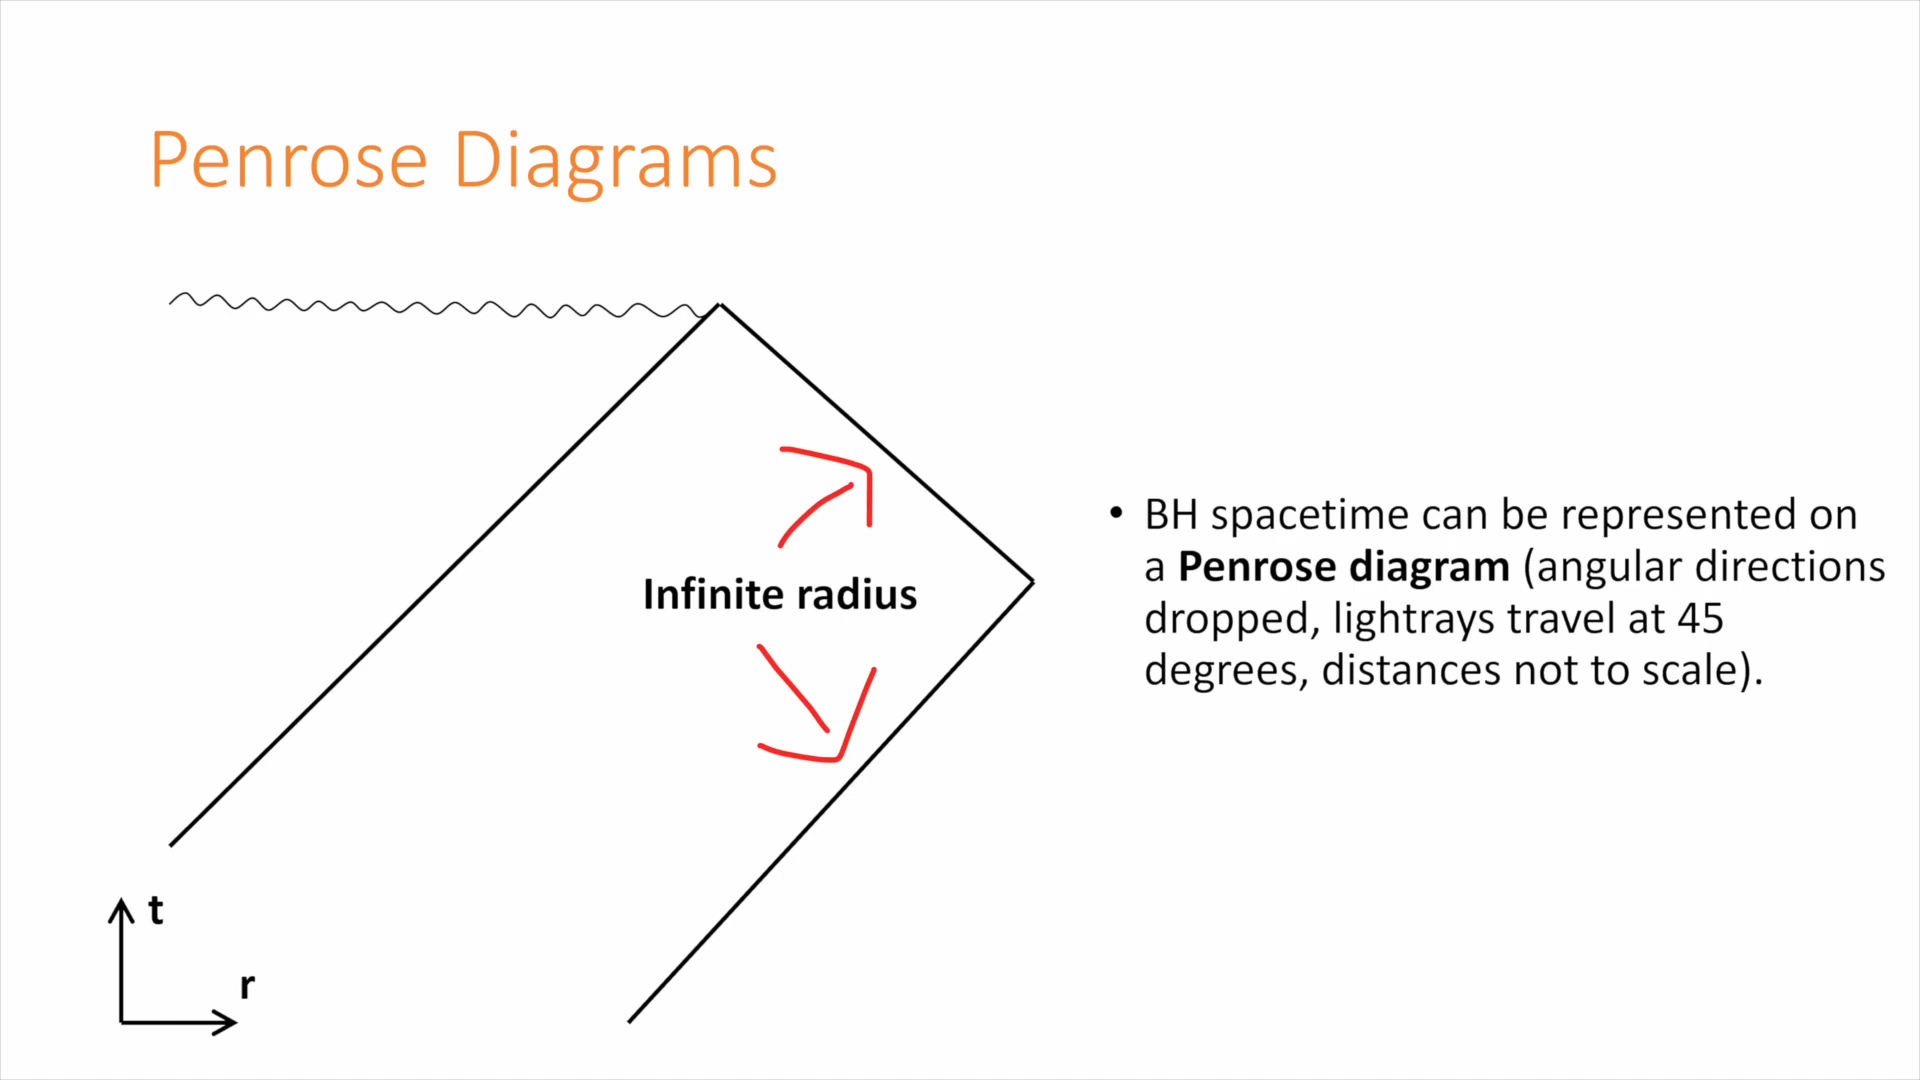 Penrose Diagrams
Infinite radius
• BH spacetime can be represented on
a Penrose diagram (angular directions
dropped, lightrays travel at 45
degrees, distances not to scale).
t
r